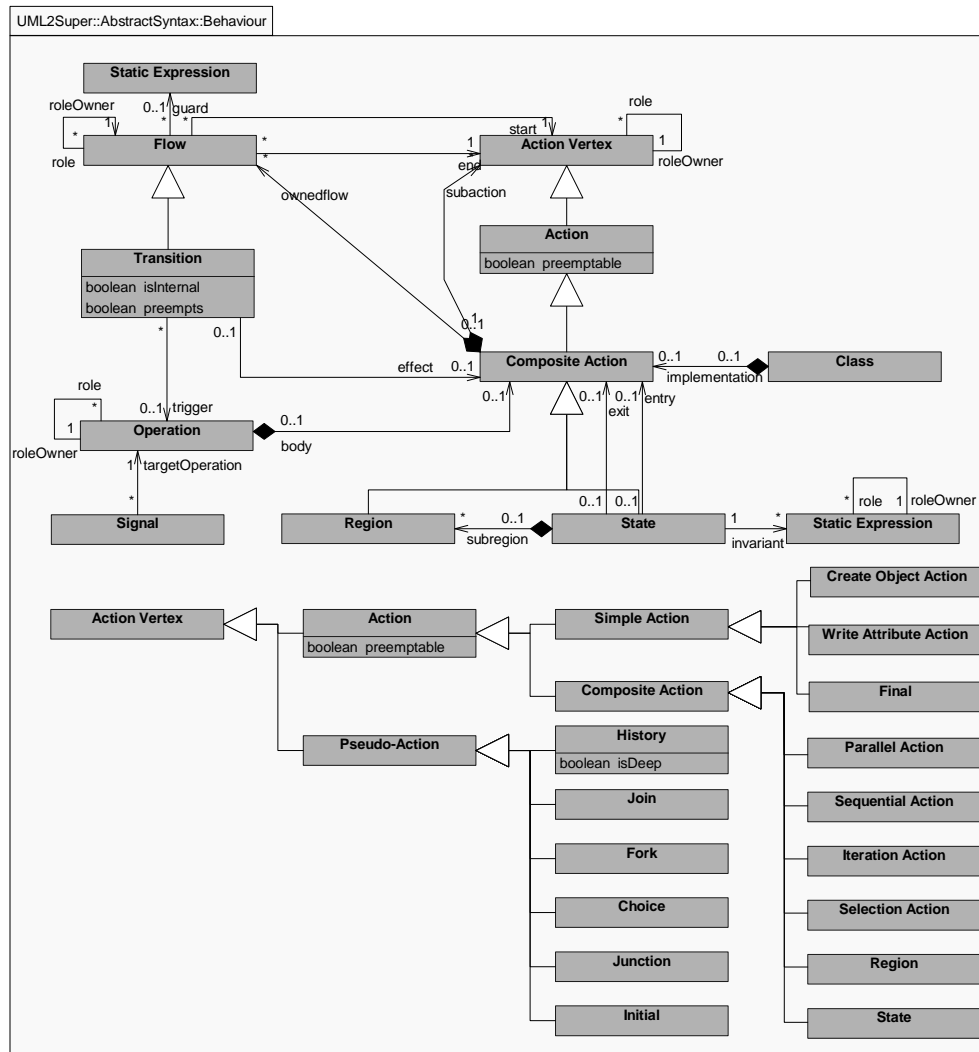 UML2Super::AbstractSyntax::Behaviour
Static Expression
roleOwner
0..1
guard
role
1
*
*
*
1
start
*
role
Flow
*
*
1
end
Action Vertex
1
roleOwner
ownedflow
subaction
Action
boolean preemptable
Transition
boolean isInternal
boolean preempts
*
0..1
1
0..1
effect
0..1
Composite Action
0..1
0..1
implementation
Class
role
*
0..1
trigger
0..1
0..1
0..1
entry
exit
1
roleOwner
Operation
0..1
body
1
targetOperation
*
Signal
0..1
0..1
role
*
1
roleOwner
Region
*
0..1
subregion
State
1
*
invariant
Static Expression
Create Object Action
Action Vertex
Action
boolean preemptable
Simple Action
Write Attribute Action
Composite Action
Final
Pseudo-Action
History
boolean isDeep
Parallel Action
Join
Sequential Action
Fork
Iteration Action
Choice
Selection Action
Junction
Region
Initial
State